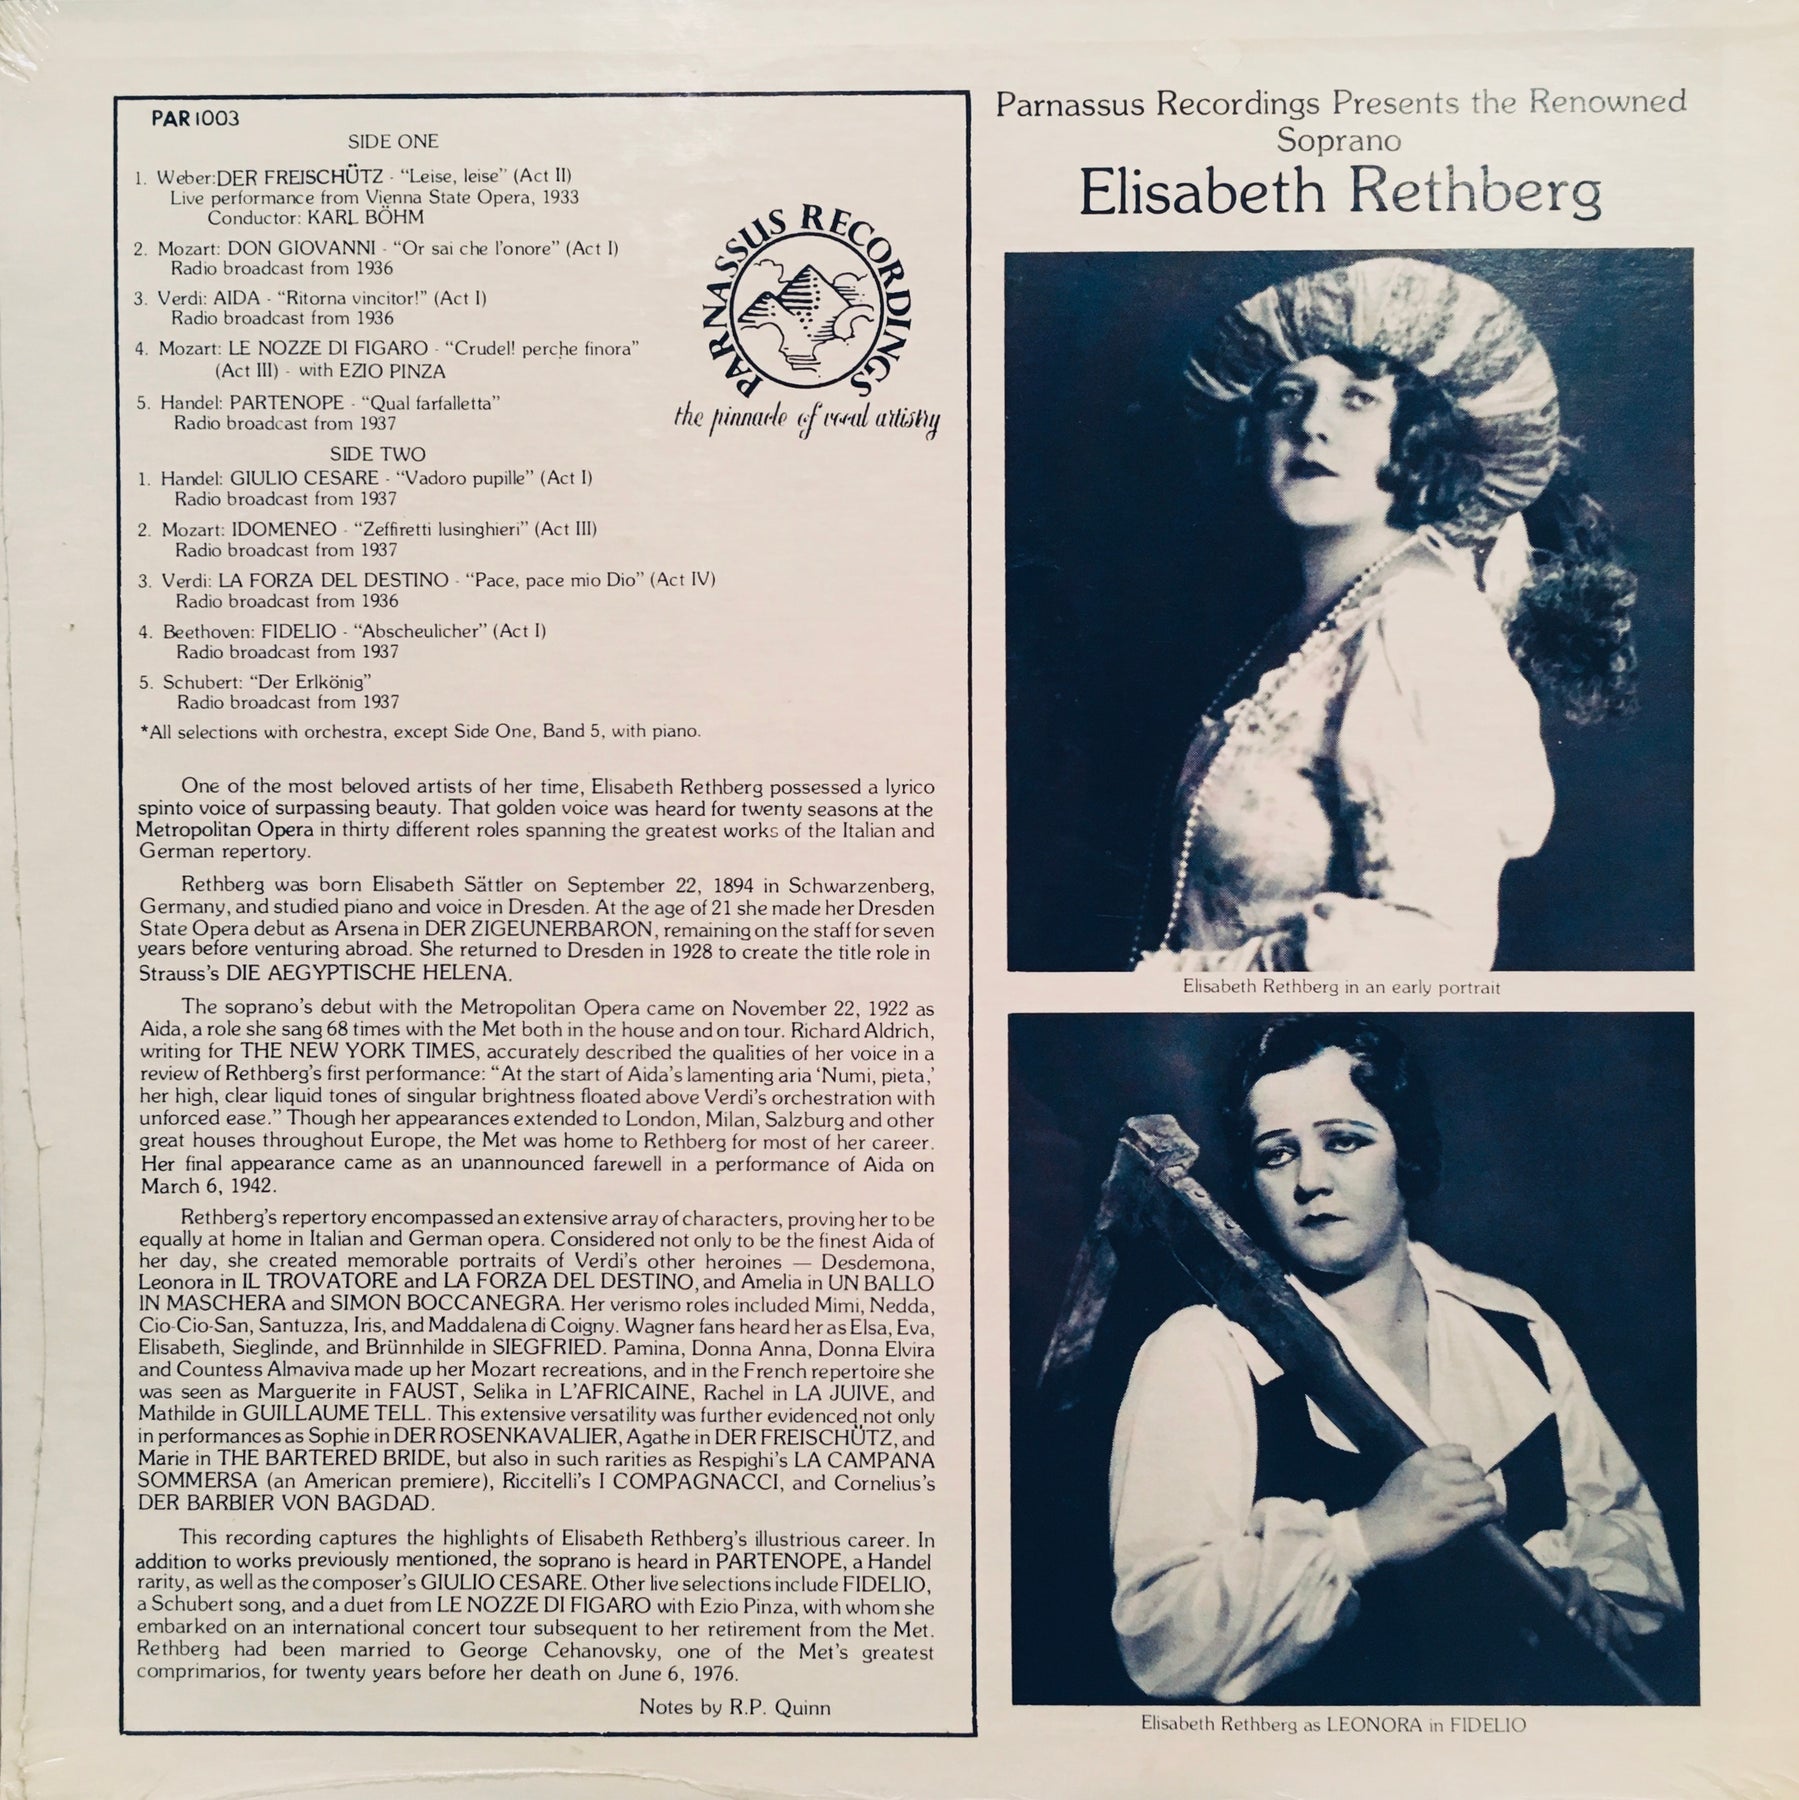 PAR 1003
SIDE ONE
1. Weber:DER FREISCHÜTZ - “Leise, leise” (Act II)
Live performance from Vienna State Opera, 1933
Conductor: KARL BÖHM
2. Mozart: DON GIOVANNI - “Or sai che l'onore” (Act I)
Radio broadcast from 1936
3. Verdi: AIDA - “Ritorna vincitor!” (Act I)
Radio broadcast from 1936
4. Mozart: LE NOZZE DI FIGARO - “Crudel! perche finora”
(Act III) - with EZIO PINZA
5. Handel: PARTENOPE - “Qual farfalletta”
Radio broadcast from 1937
PARNASSUS RECORDINGS
the pinnacle of vocal artistry
SIDE TWO
1. Handel: GIULIO CESARE - “Vadoro pupille” (Act I)
Radio broadcast from 1937
2. Mozart: IDOMENEO - “Zeffiretti lusinghieri” (Act III)
Radio broadcast from 1937
3. Verdi: LA FORZA DEL DESTINO - “Pace, pace mio Dio” (Act IV)
Radio broadcast from 1936
4. Beethoven: FIDELIO - “Abscheulicher” (Act I)
Radio broadcast from 1937
5. Schubert: “Der Erlkönig”
Radio broadcast from 1937
*All selections with orchestra, except Side One, Band 5, with piano.
One of the most beloved artists of her time, Elisabeth Rethberg possessed a lyrico
spinto voice of surpassing beauty. That golden voice was heard for twenty seasons at the
Metropolitan Opera in thirty different roles spanning the greatest works of the Italian and
German repertory.
Rethberg was born Elisabeth Sättler on September 22, 1894 in Schwarzenberg,
Germany, and studied piano and voice in Dresden. At the age of 21 she made her Dresden
State Opera debut as Arsena in DER ZIGEUNERBARON, remaining on the staff for seven
years before venturing abroad. She returned to Dresden in 1928 to create the title role in
Strauss's DIE AEGYPTISCHE HELENA.
The soprano's debut with the Metropolitan Opera came on November 22, 1922 as
Aida, a role she sang 68 times with the Met both in the house and on tour. Richard Aldrich,
writing for THE NEW YORK TIMES, accurately described the qualities of her voice in a
review of Rethberg's first performance: “At the start of Aida's lamenting aria ‘Numi, pieta,’
her high, clear liquid tones of singular brightness floated above Verdi's orchestration with
unforced ease.” Though her appearances extended to London, Milan, Salzburg and other
great houses throughout Europe, the Met was home to Rethberg for most of her career.
Her final appearance came as an unannounced farewell in a performance of Aida on
March 6, 1942.
Rethberg's repertory encompassed an extensive array of characters, proving her to be
equally at home in Italian and German opera. Considered not only to be the finest Aida of
her day, she created memorable portraits of Verdi's other heroines — Desdemona,
Leonora in IL TROVATORE and LA FORZA DEL DESTINO, and Amelia in UN BALLO
IN MASCHERA and SIMON BOCCANEGRA. Her verismo roles included Mimi, Nedda,
Cio-Cio-San, Santuzza, Iris, and Maddalena di Coigny. Wagner fans heard her as Elsa, Eva,
Elisabeth, Sieglinde, and Brünnhilde in SIEGFRIED. Pamina, Donna Anna, Donna Elvira
and Countess Almaviva made up her Mozart recreations, and in the French repertoire she
was seen as Marguerite in FAUST, Selika in L'AFRICAINE, Rachel in LA JUIVE, and
Mathilde in GUILLAUME TELL. This extensive versatility was further evidenced not only
in performances as Sophie in DER ROSENKAVALIER, Agathe in DER FREISCHÜTZ, and
Marie in THE BARTERED BRIDE, but also in such rarities as Respighi's LA CAMPANA
SOMMERSA (an American premiere), Riccitelli's I COMPAGNACCI, and Cornelius's
DER BARBIER VON BAGDAD.
This recording captures the highlights of Elisabeth Rethberg's illustrious career. In
addition to works previously mentioned, the soprano is heard in PARTENOPE, a Handel
rarity, as well as the composer's GIULIO CESARE. Other live selections include FIDELIO,
a Schubert song, and a duet from LE NOZZE DI FIGARO with Ezio Pinza, with whom she
embarked on an international concert tour subsequent to her retirement from the Met.
Rethberg had been married to George Cehanovsky, one of the Met's greatest
comprimarios, for twenty years before her death on June 6, 1976.
Notes by R.P. Quinn
Parnassus Recordings Presents the Renowned
Soprano
Elisabeth Rethberg
Elisabeth Rethberg in an early portrait
Elisabeth Rethberg as LEONORA in FIDELIO